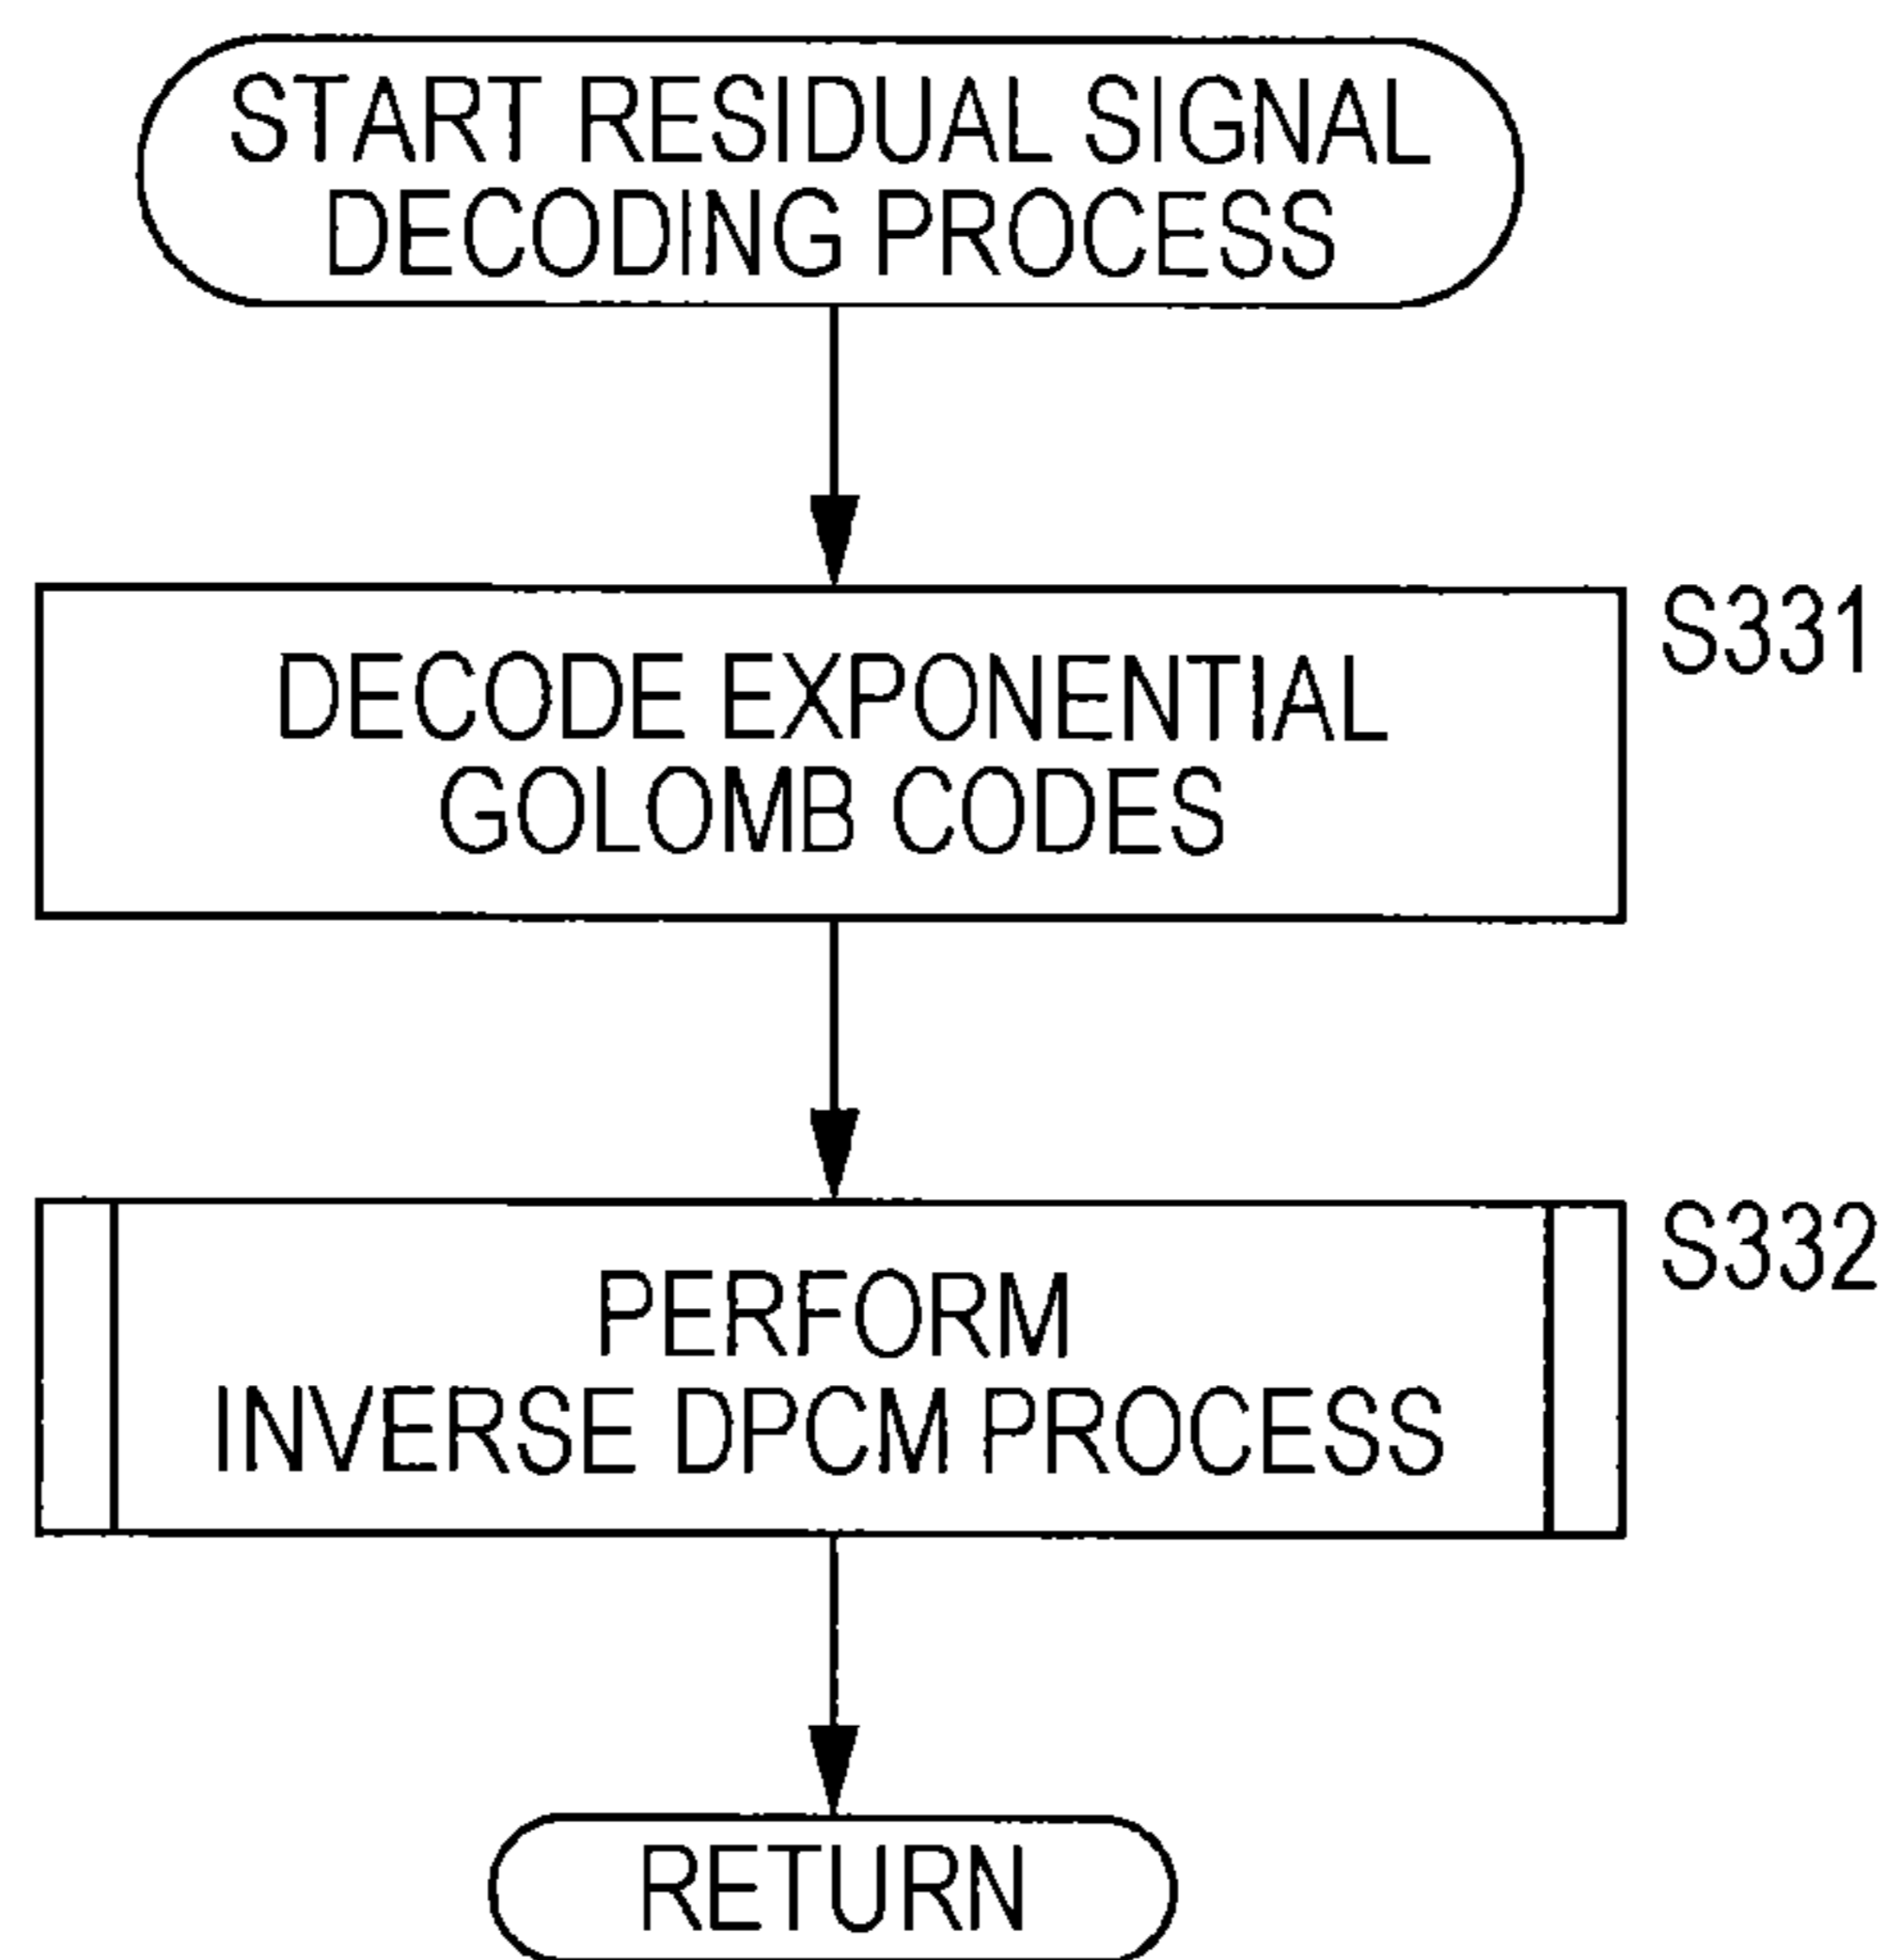 START RESIDUAL SIGNAL
DECODING PROCESS
S331
DECODE EXPONENTIAL
GOLOMB CODES
S332
PERFORM
INVERSE DPCM PROCESS
RETURN